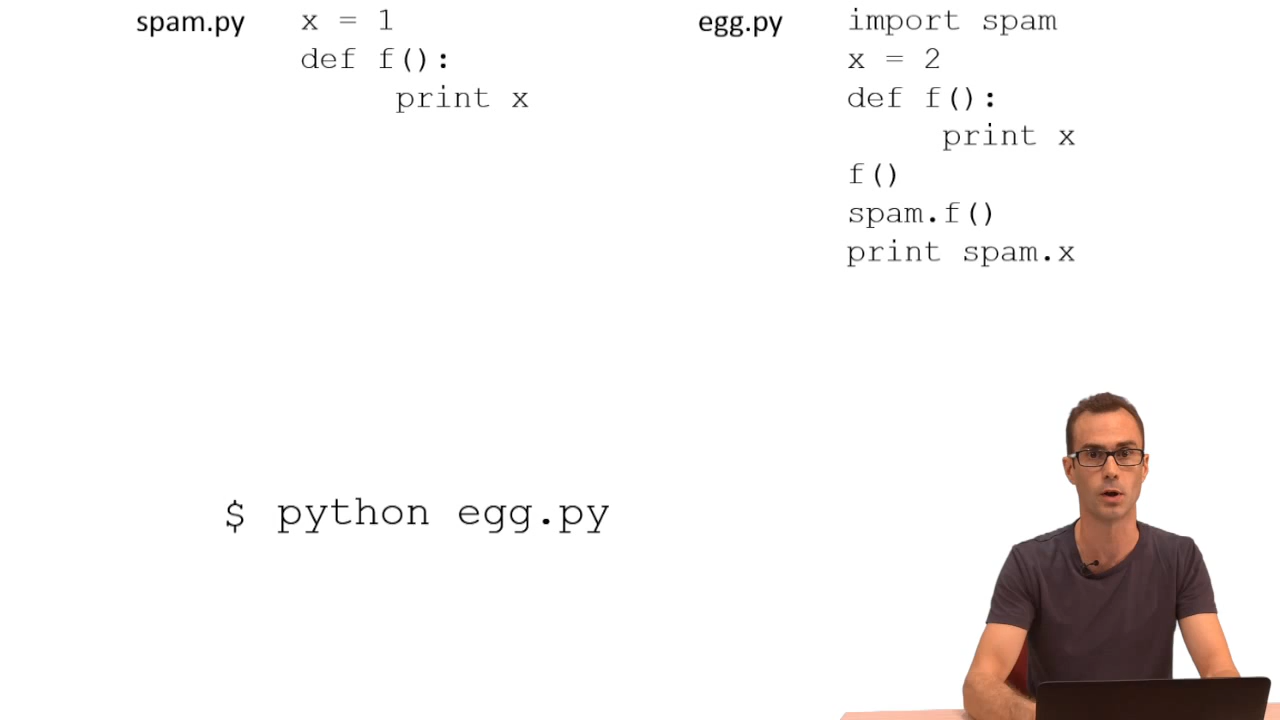 spam.py
x = 1
def f():
     print x
egg.py
import spam
x = 2
def f():
     print x
f()
spam.f()
print spam.x
$ python egg.py